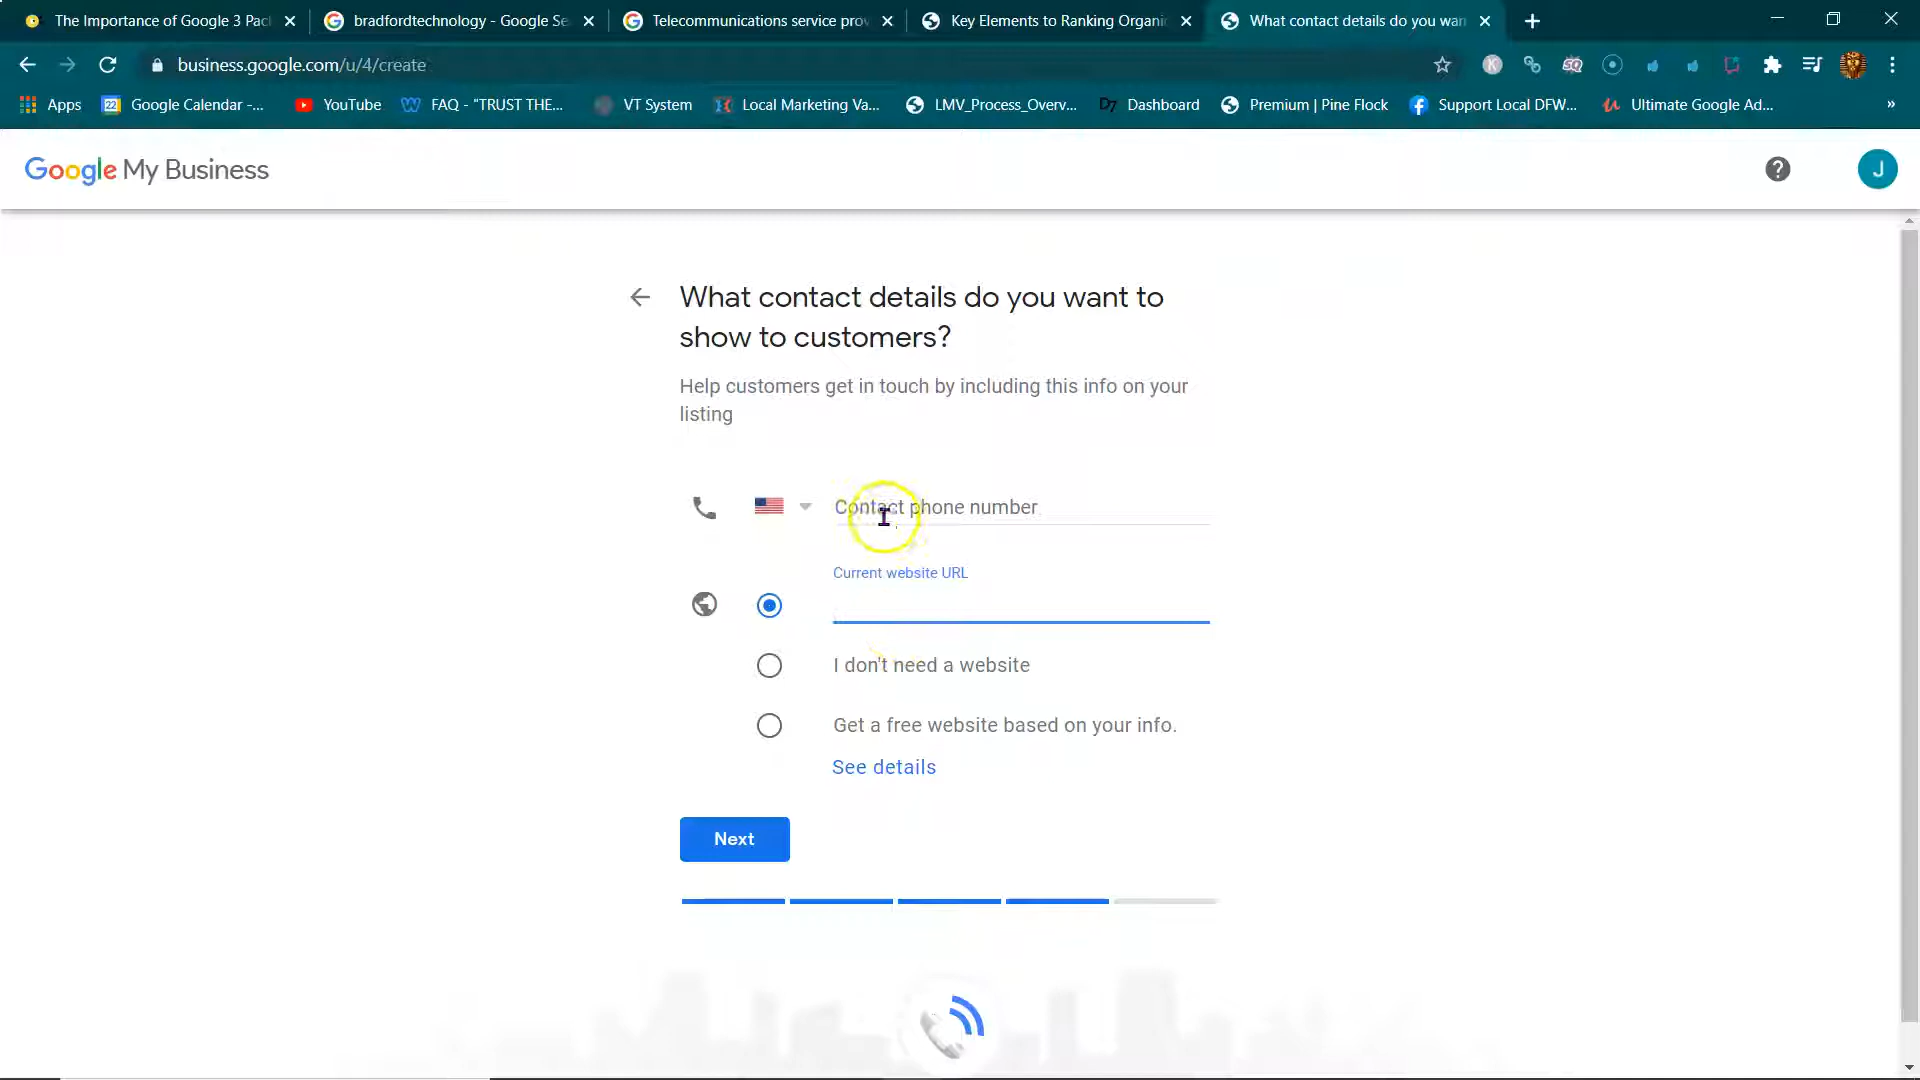 The Importance of Google 3 Pac
bradfordtechnology - Google Se
Telecommunications service prov
Key Elements to Ranking Organi
What contact details do you wan
business.google.com/u/4/create
K
SQ
Apps
22
Google Calendar -...
YouTube
FAQ - "TRUST THE...
VT System
Local Marketing Va...
LMV_Process_Overv...
D7
Dashboard
Premium | Pine Flock
Support Local DFW...
Ultimate Google Ad...
»
Google My Business
?
J
What contact details do you want to
show to customers?
Help customers get in touch by including this info on your
listing
Contact phone number
Current website URL
I don't need a website
Get a free website based on your info.
See details
Next